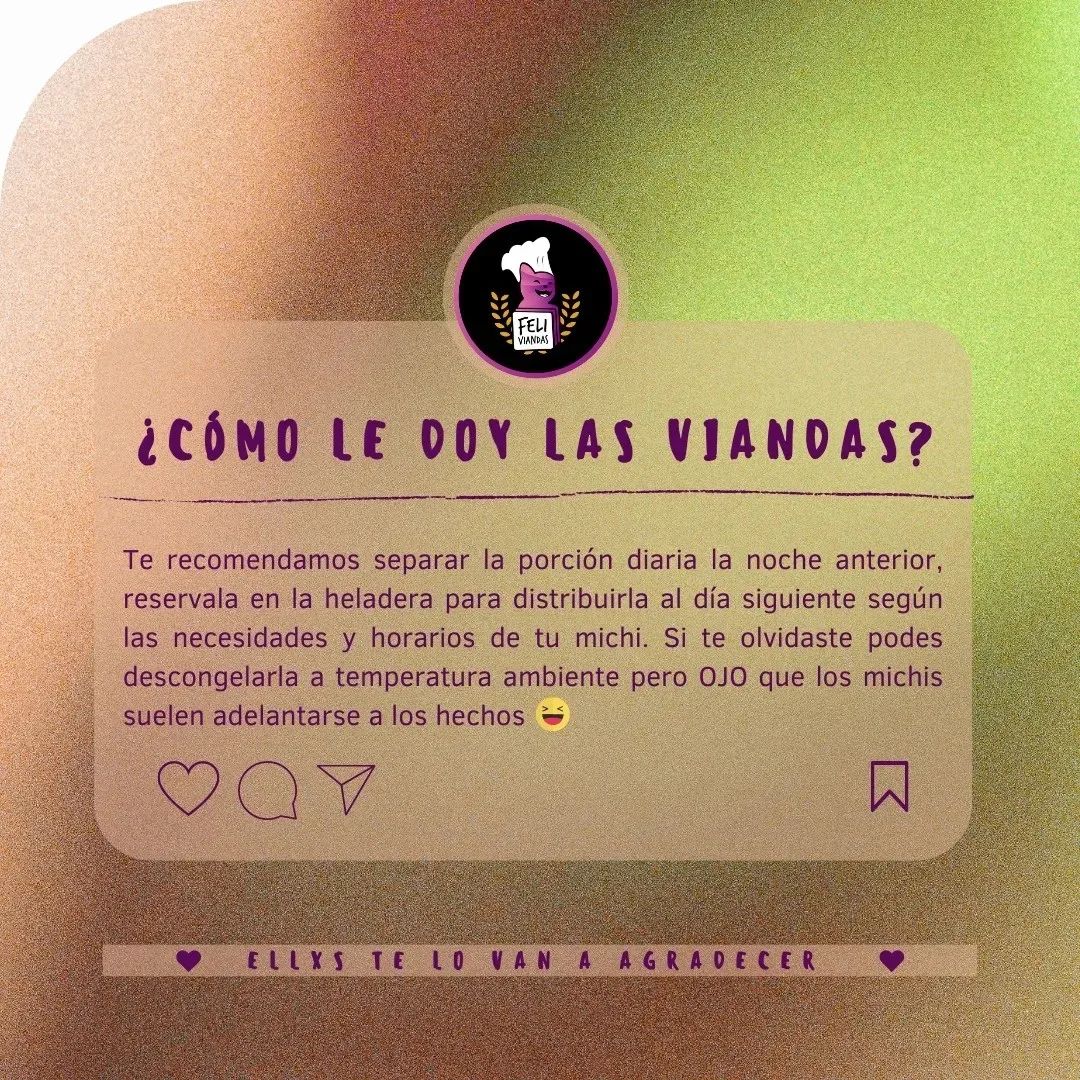 FELI
VIANDAS
¿CÓMO LE DOY LAS VIANDAS?
Te recomendamos separar la porción diaria la noche anterior,
reservala en la heladera para distribuirla al día siguiente según
las necesidades y horarios de tu michi. Si te olvidaste podes
descongelarla a temperatura ambiente pero OJO que los michis
suelen adelantarse a los hechos 😆
ELLXS TE LO VAN A AGRADECER